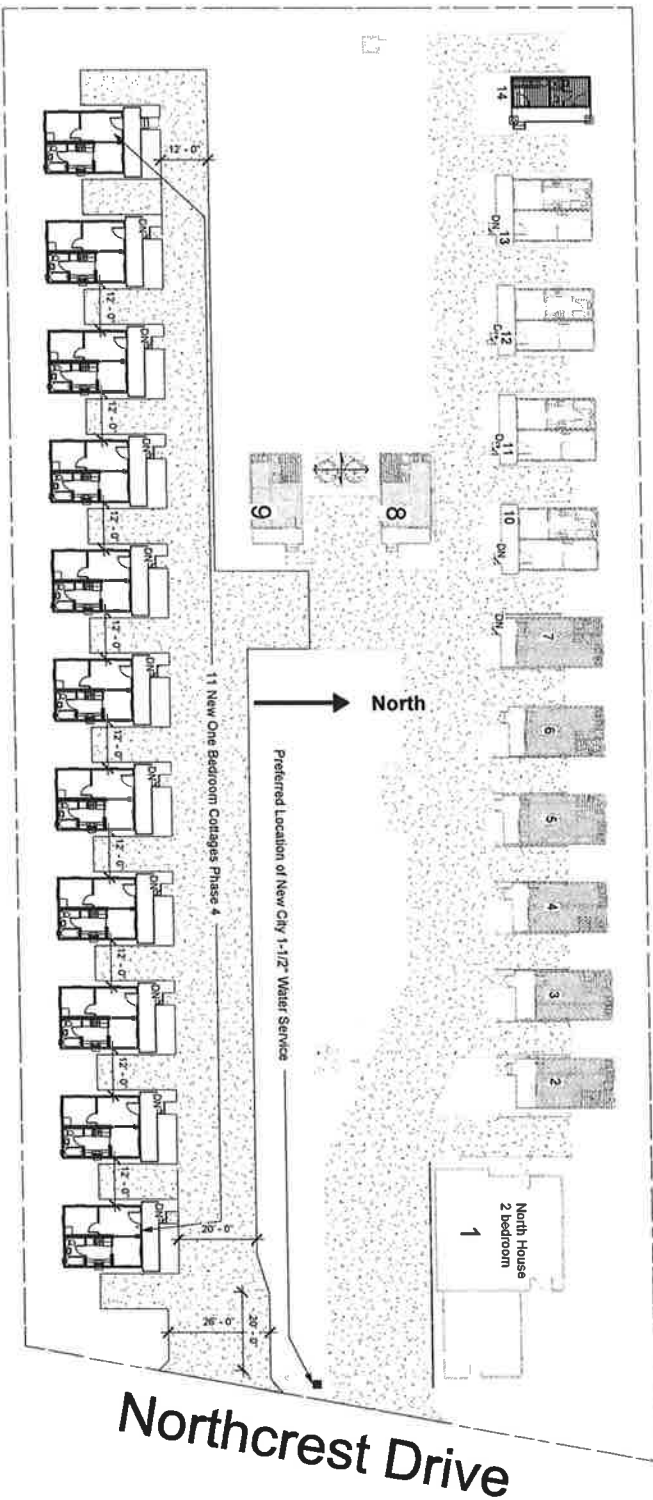 14
12' - 0"
DN
13
DN
12
12' - 0"
DN
12' - 0"
DN
11
12' - 0"
DN
9
8
10
DN
12' - 0"
DN
DN
7
12' - 0"
DN
11 New One Bedroom Cottages Phase 4
North
6
12' - 0"
DN
Preferred Location of New City 1-1/2" Water Service
5
12' - 0"
DN
4
12' - 0"
DN
3
12' - 0"
DN
2
12' - 0"
DN
20' - 0"
North House
2 bedroom
1
26' - 0"
20' - 0"
Northcrest Drive